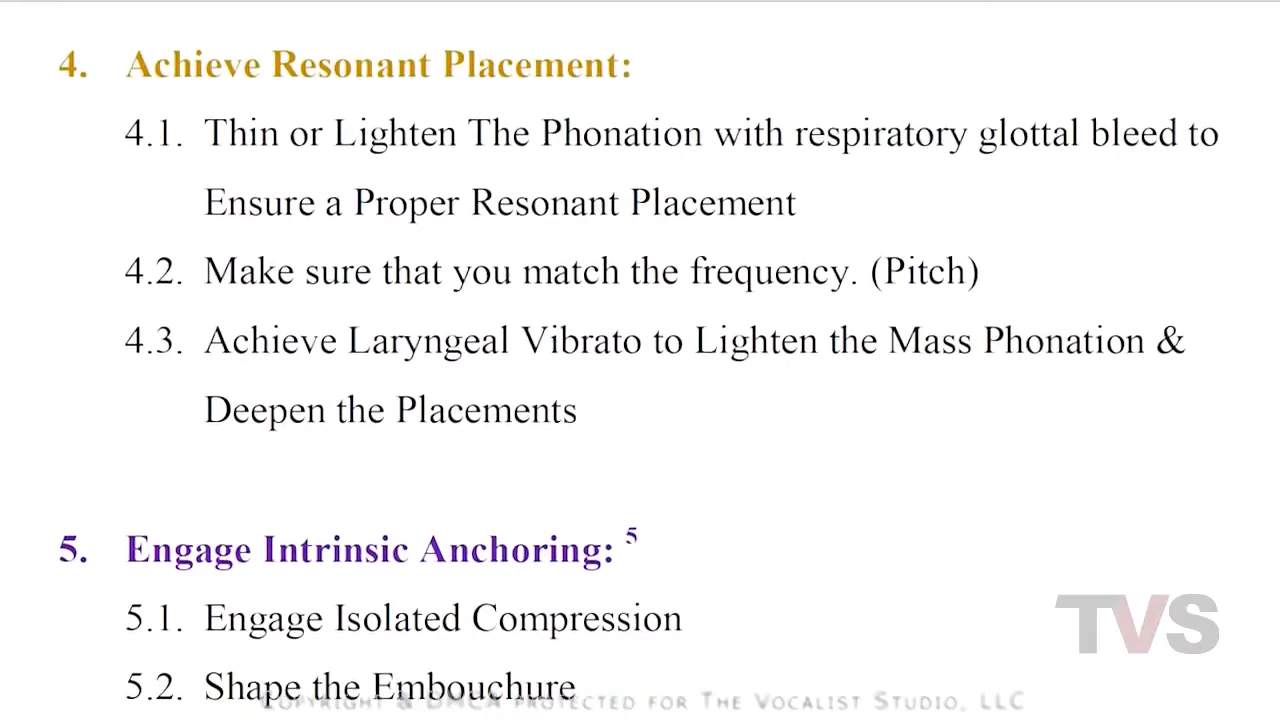 4. Achieve Resonant Placement:
4.1. Thin or Lighten The Phonation with respiratory glottal bleed to
Ensure a Proper Resonant Placement
4.2. Make sure that you match the frequency. (Pitch)
4.3. Achieve Laryngeal Vibrato to Lighten the Mass Phonation &
Deepen the Placements
5. Engage Intrinsic Anchoring: 5
5.1. Engage Isolated Compression
TVS
5.2. Shape the Embouchure
Copyright & DMCA protected for The Vocalist Studio, LLC